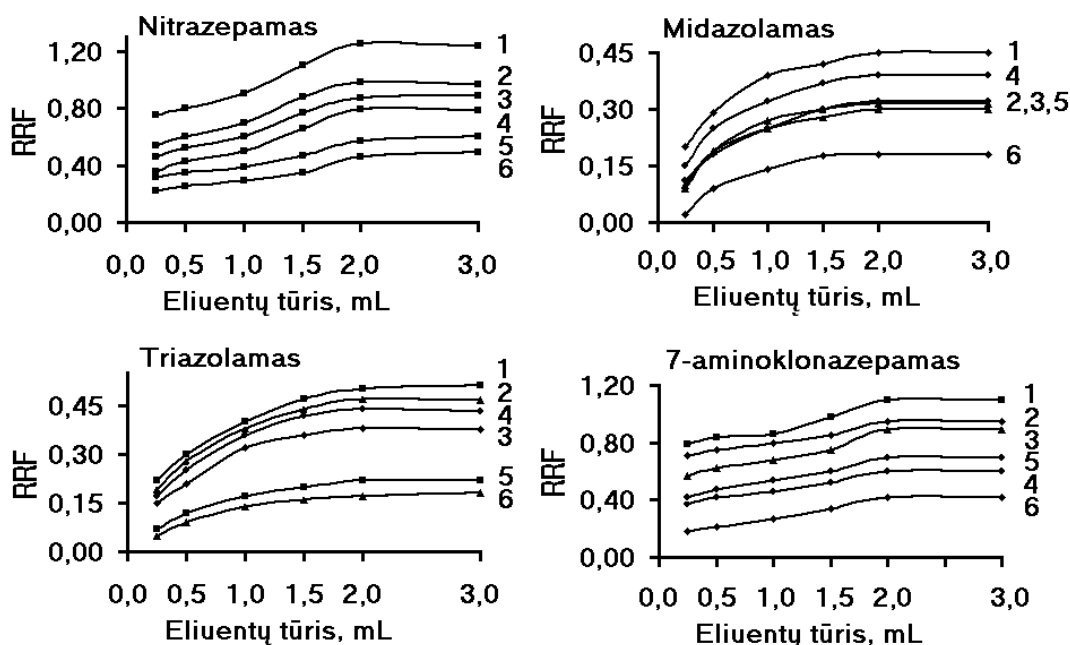 Nitrazepamas
1,20
0,80
0,40
0,00
RRF
0,0 0,5 1,0 1,5 2,0 3,0
Eliuentų tūris, mL
1
2
3
4
5
6
Midazolamas
0,45
0,30
0,15
0,00
RRF
0,0 0,5 1,0 1,5 2,0 3,0
Eliuentų tūris, mL
1
4
2,3,5
6
Triazolamas
0,45
0,30
0,15
0,00
RRF
0,0 0,5 1,0 1,5 2,0 3,0
Eliuentų tūris, mL
1
2
4
3
5
6
7-aminoklonazepamas
1,20
0,80
0,40
0,00
RRF
0,0 0,5 1,0 1,5 2,0 3,0
Eliuentų tūris, mL
1
2
3
5
4
6